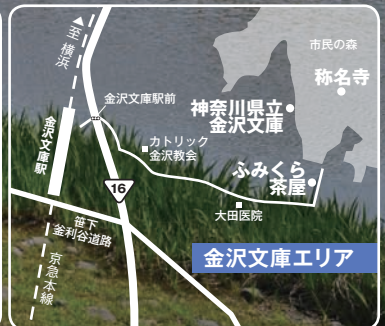 ▲至 横浜
市民の森
称名寺
金沢文庫駅前
神奈川県立
金沢文庫
金沢文庫駅
カトリック
金沢教会
ふみくら
茶屋
16
大田医院
笹下
釜利谷道路
京急本線
金沢文庫エリア